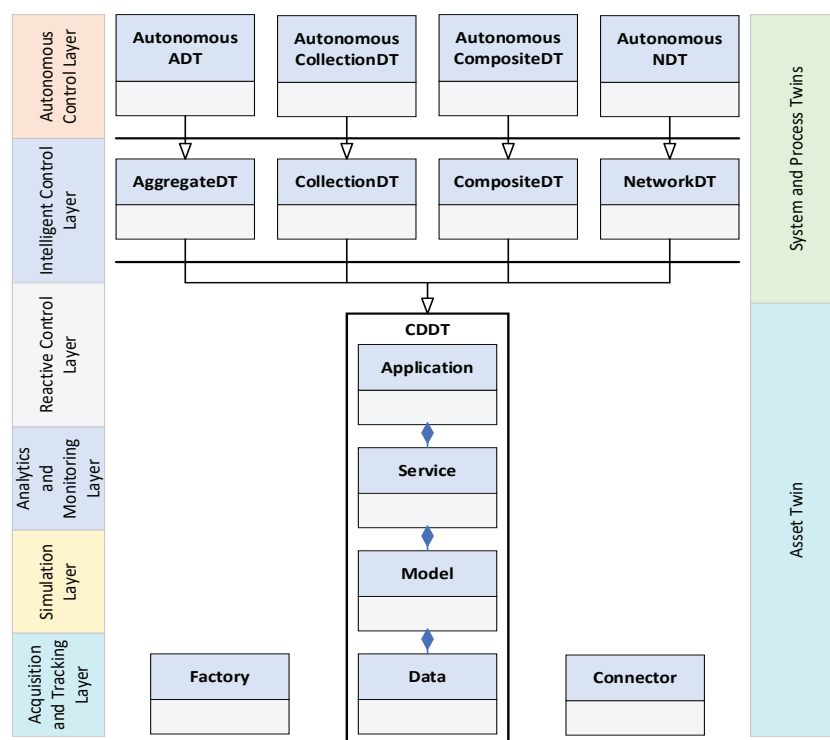 Autonomous
Control Layer
Autonomous
ADT
Autonomous
CollectionDT
Autonomous
CompositeDT
Autonomous
NDT
System and Process Twins
Intelligent Control
Layer
AggregateDT
CollectionDT
CompositeDT
NetworkDT
Reactive Control
Layer
CDDT
Application
Asset Twin
Analytics
and
Monitoring
Layer
Service
Simulation
Layer
Model
Acquisition
and Tracking
Layer
Factory
Data
Connector